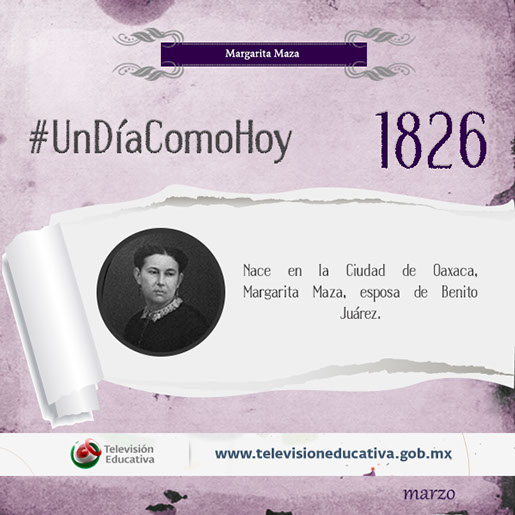 Margarita Maza
#UnDíaComoHoy
1826
Nace en la Ciudad de Oaxaca,
Margarita Maza, esposa de Benito
Juárez.
Televisión
Educativa
www.televisioneducativa.gob.mx
marzo